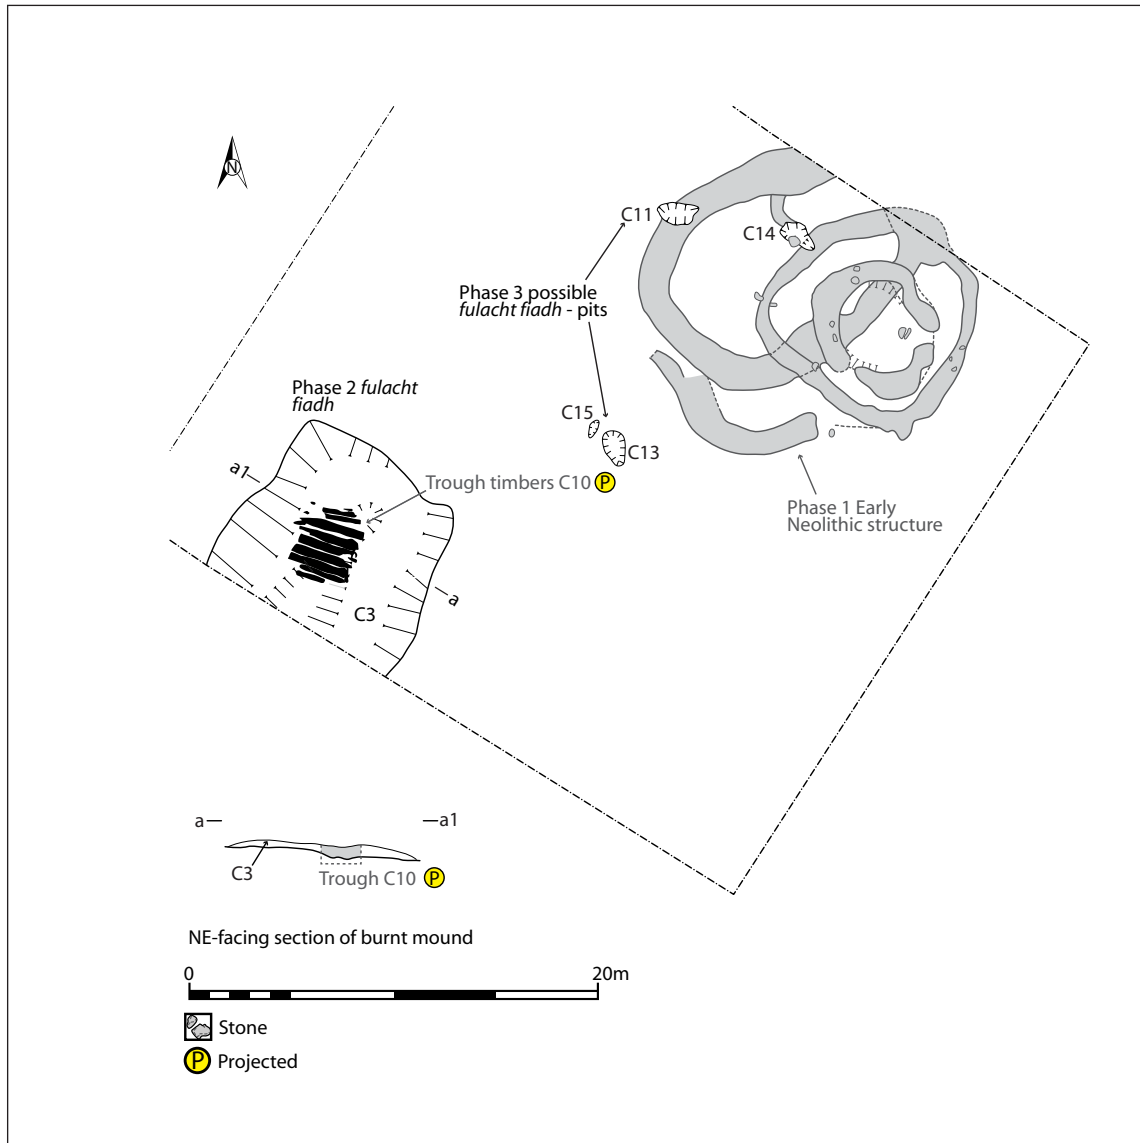 N
C11
C14
Phase 3 possible
fulacht fiadh - pits
Phase 2 fulacht
fiadh
C15
C13
a1
Trough timbers C10 P
Phase 1 Early
Neolithic structure
a
C3
a
a1
C3
Trough C10 P
NE-facing section of burnt mound
0 20m
Stone
P Projected